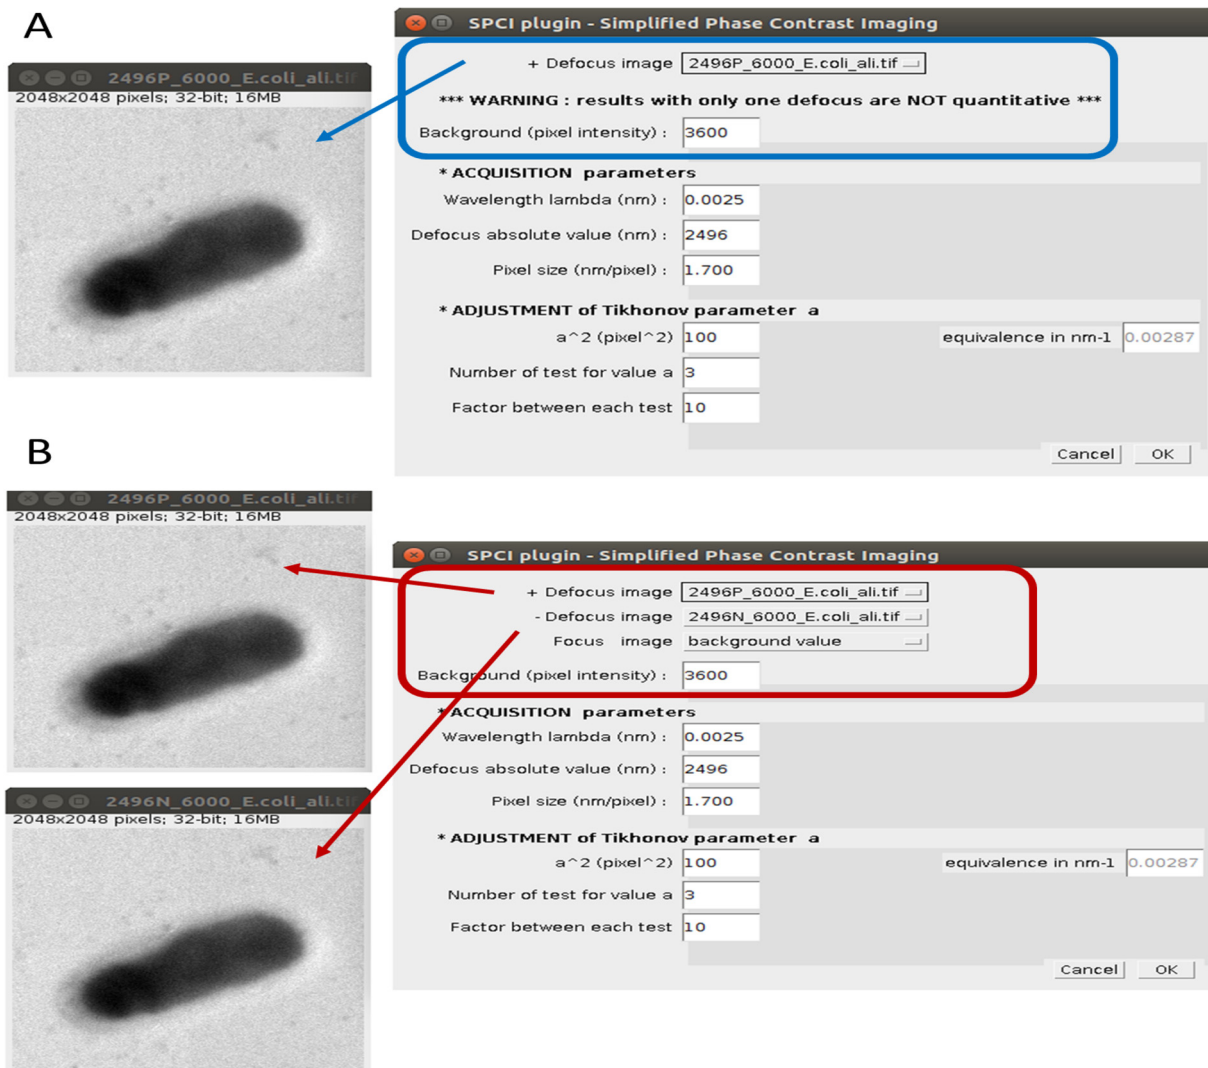 A
2496P_6000_E.coli_ali.tif
2048x2048 pixels; 32-bit; 16MB
SPCI plugin - Simplified Phase Contrast Imaging
+ Defocus image 2496P_6000_E.coli_ali.tif
*** WARNING : results with only one defocus are NOT quantitative ***
Background (pixel intensity) : 3600
* ACQUISITION parameters
Wavelength lambda (nm) : 0.0025
Defocus absolute value (nm) : 2496
Pixel size (nm/pixel) : 1.700
* ADJUSTMENT of Tikhonov parameter a
a^2 (pixel^2) 100 equivalence in nm-1 0.00287
Number of test for value a 3
Factor between each test 10
Cancel OK
B
2496P_6000_E.coli_ali.tif
2048x2048 pixels; 32-bit; 16MB
2496N_6000_E.coli_ali.tif
2048x2048 pixels; 32-bit; 16MB
SPCI plugin - Simplified Phase Contrast Imaging
+ Defocus image 2496P_6000_E.coli_ali.tif
- Defocus image 2496N_6000_E.coli_ali.tif
Focus image background value
Background (pixel intensity) : 3600
* ACQUISITION parameters
Wavelength lambda (nm) : 0.0025
Defocus absolute value (nm) : 2496
Pixel size (nm/pixel) : 1.700
* ADJUSTMENT of Tikhonov parameter a
a^2 (pixel^2) 100 equivalence in nm-1 0.00287
Number of test for value a 3
Factor between each test 10
Cancel OK